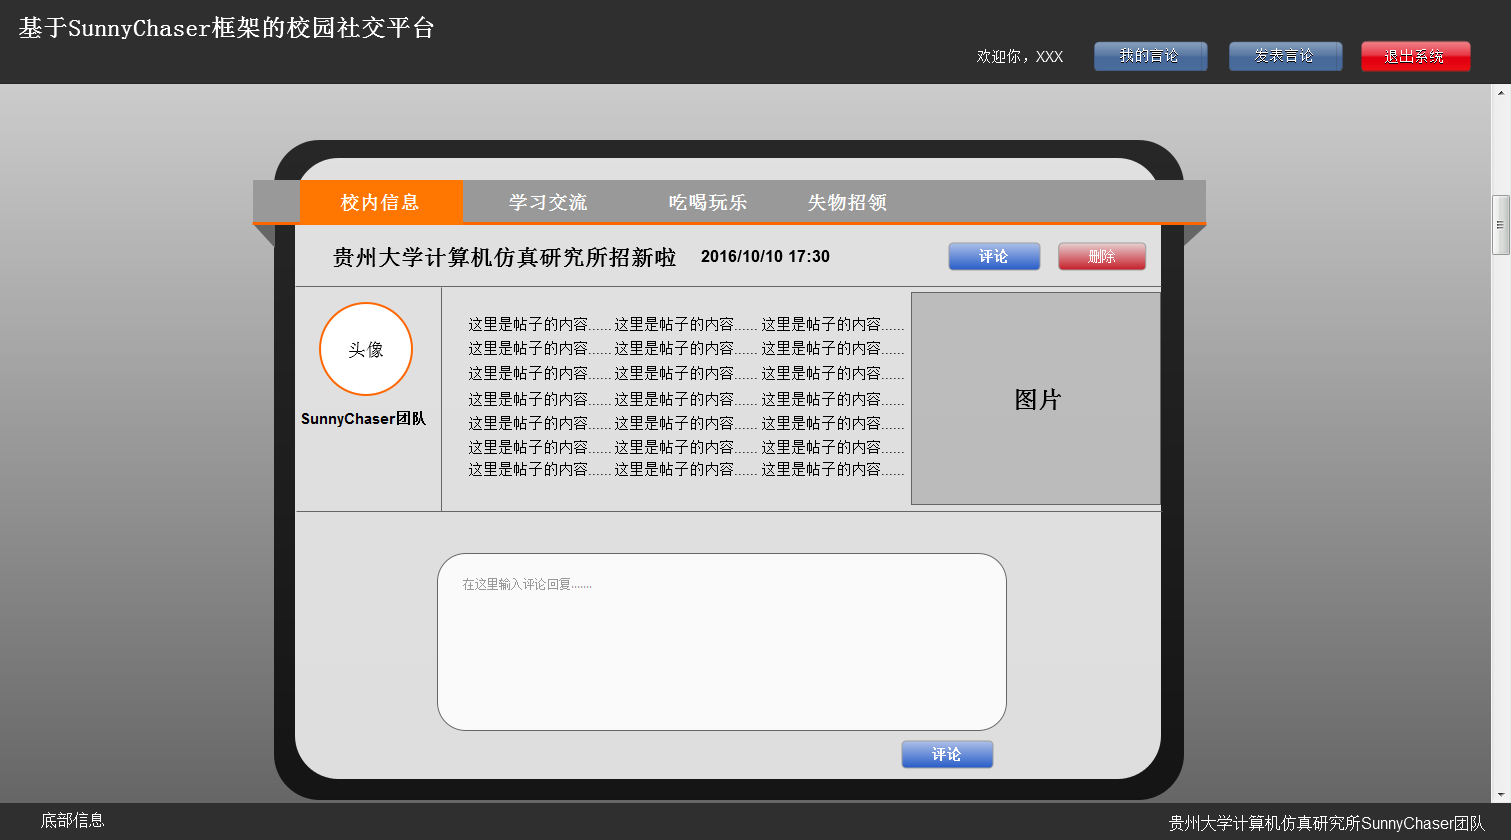 基于SunnyChaser框架的校园社交平台
欢迎你，XXX 我的言论 发表言论 退出系统
校内信息 学习交流 吃喝玩乐 失物招领
贵州大学计算机仿真研究所招新啦 2016/10/10 17:30 评论 删除
头像
SunnyChaser团队
这里是帖子的内容...... 这里是帖子的内容...... 这里是帖子的内容......
这里是帖子的内容...... 这里是帖子的内容...... 这里是帖子的内容......
这里是帖子的内容...... 这里是帖子的内容...... 这里是帖子的内容......
这里是帖子的内容...... 这里是帖子的内容...... 这里是帖子的内容......
这里是帖子的内容...... 这里是帖子的内容...... 这里是帖子的内容......
这里是帖子的内容...... 这里是帖子的内容...... 这里是帖子的内容......
这里是帖子的内容...... 这里是帖子的内容...... 这里是帖子的内容......
图片
在这里输入评论回复.......
评论
底部信息
贵州大学计算机仿真研究所SunnyChaser团队